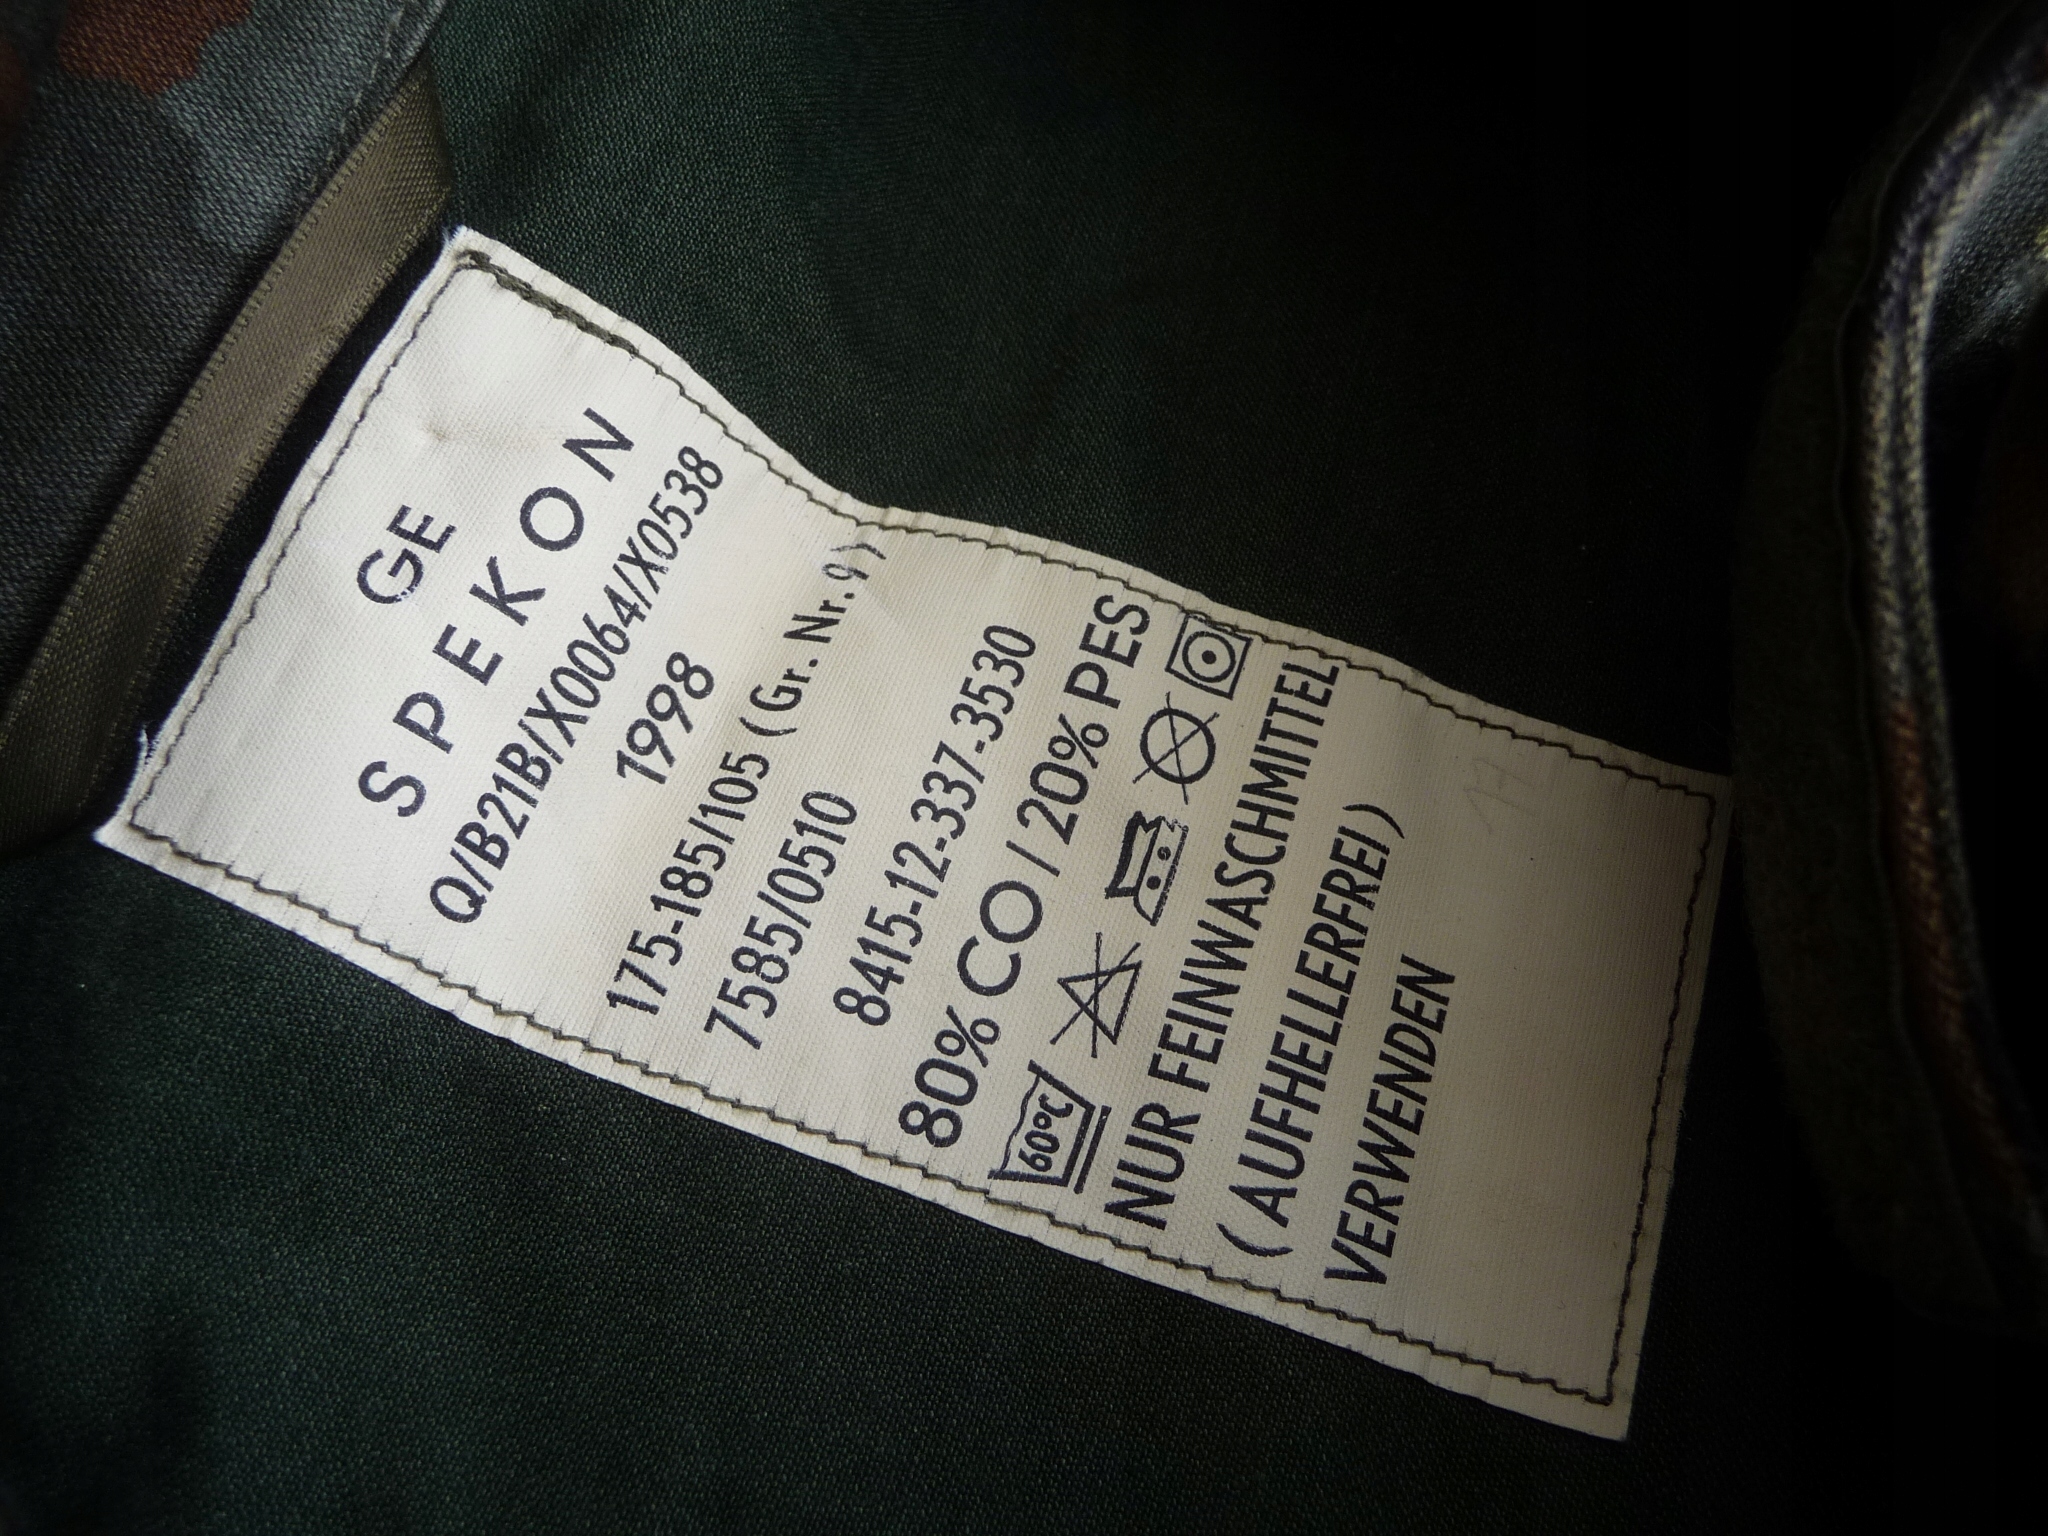 GE
SPEKON
Q/B21B/X0064/X0538
1998
175-185/105 (Gr. Nr. 9)
7585/0510
8415-12-337-3530
80% CO / 20% PES
60°C
NUR FEINWASCHMITTEL
(AUFHELLERFREI)
VERWENDEN